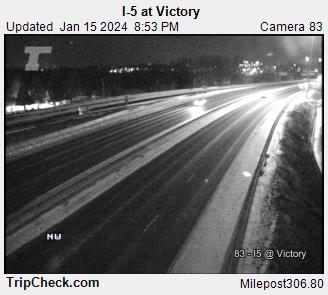 I-5 at Victory
Updated  Jan 15 2024  8:53 PM
Camera 83
NW
83 - I5 @ Victory
TripCheck.com
Milepost306.80